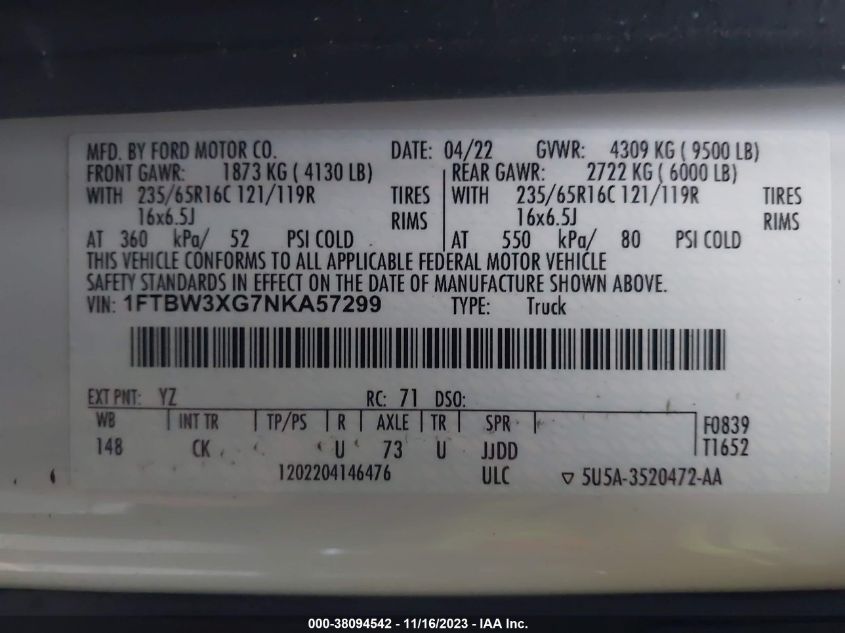 MFD. BY FORD MOTOR CO. DATE: 04/22 GVWR: 4309 KG ( 9500 LB)
FRONT GAWR: 1873 KG ( 4130 LB) REAR GAWR: 2722 KG ( 6000 LB)
WITH 235/65R16C 121/119R TIRES WITH 235/65R16C 121/119R TIRES
16x6.5J RIMS 16x6.5J RIMS
AT 360 kPa/ 52 PSI COLD AT 550 kPa/ 80 PSI COLD
THIS VEHICLE CONFORMS TO ALL APPLICABLE FEDERAL MOTOR VEHICLE
SAFETY STANDARDS IN EFFECT ON THE DATE OF MANUFACTURE SHOWN ABOVE.
VIN: 1FTBW3XG7NKA57299 TYPE: Truck
EXT PNT: YZ RC: 71 DSO:
WB INT TR TP/PS R AXLE TR SPR F0839
148 CK U 73 U JJDD T1652
1202204146476 ULC ▽ 5U5A-3520472-AA
000-38094542 - 11/16/2023 - IAA Inc.